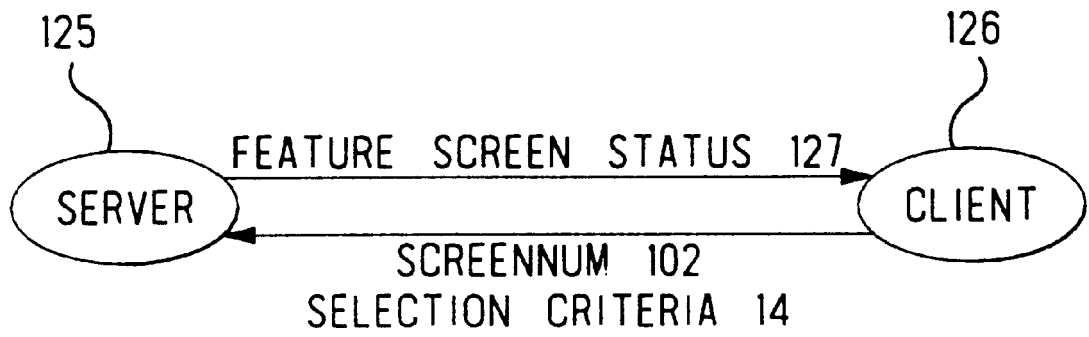 125
126
FEATURE SCREEN STATUS 127
SERVER
CLIENT
SCREENNUM 102
SELECTION CRITERIA 14